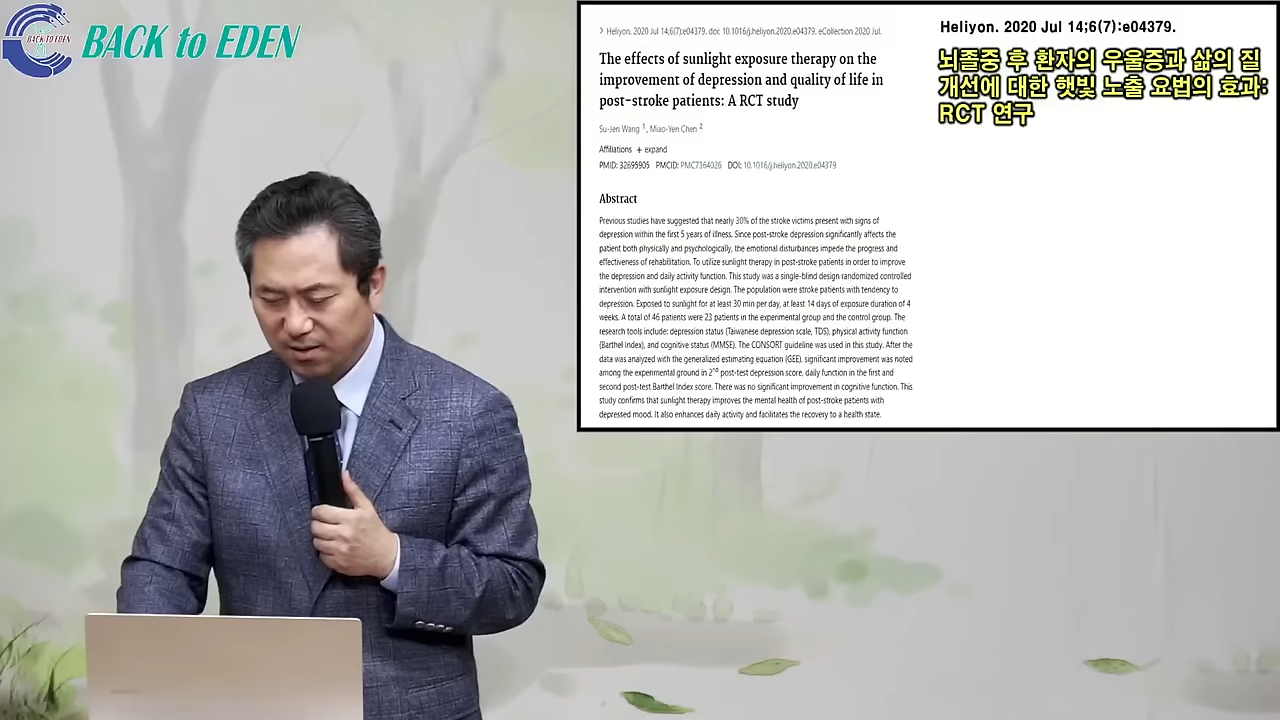 BACK TO EDEN
BACK to EDEN
> Heliyon. 2020 Jul 14;6(7):e04379. doi: 10.1016/j.heliyon.2020.e04379. eCollection 2020 Jul.
The effects of sunlight exposure therapy on the
improvement of depression and quality of life in
post-stroke patients: A RCT study
Su-Jen Wang 1, Miao-Yen Chen 2
Affiliations + expand
PMID: 32695905 PMCID: PMC7364026 DOI: 10.1016/j.heliyon.2020.e04379
Abstract
Previous studies have suggested that nearly 30% of the stroke victims present with signs of
depression within the first 5 years of illness. Since post-stroke depression significantly affects the
patient both physically and psychologically, the emotional disturbances impede the progress and
effectiveness of rehabilitation. To utilize sunlight therapy in post-stroke patients in order to improve
the depression and daily activity function. This study was a single-blind design randomized controlled
intervention with sunlight exposure design. The population were stroke patients with tendency to
depression. Exposed to sunlight for at least 30 min per day, at least 14 days of exposure duration of 4
weeks. A total of 46 patients were 23 patients in the experimental group and the control group. The
research tools include: depression status (Taiwanese depression scale, TDS), physical activity function
(Barthel index), and cognitive status (MMSE). The CONSORT guideline was used in this study. After the
data was analyzed with the generalized estimating equation (GEE), significant improvement was noted
among the experimental ground in 2nd post-test depression score, daily function in the first and
second post-test Barthel Index score. There was no significant improvement in cognitive function. This
study confirms that sunlight therapy improves the mental health of post-stroke patients with
depressed mood. It also enhances daily activity and facilitates the recovery to a health state.
Heliyon. 2020 Jul 14;6(7):e04379.
뇌졸중 후 환자의 우울증과 삶의 질
개선에 대한 햇빛 노출 요법의 효과:
RCT 연구